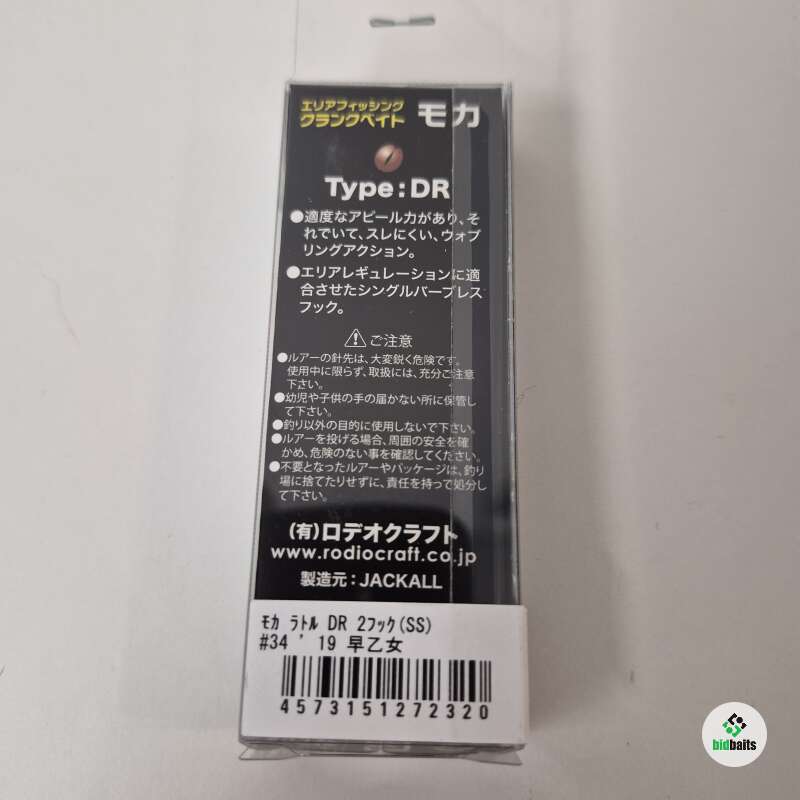 エリアフィッシング
クランクベイト モカ
Type:DR
●適度なアピール力があり、そ
れでいて、スレにくい、ウォブ
リングアクション。
●エリアレギュレーションに適
合させたシングルバーブレス
フック。
ご注意
●ルアーの針先は、大変鋭く危険です。
使用中に限らず、取扱には、充分ご注意
下さい。
●幼児や子供の手の届かない所に保管し
て下さい。
●釣り以外の目的に使用しないで下さい。
●ルアーを投げる場合、周囲の安全を確
かめ、危険のない事を確認してください。
●不要となったルアーやパッケージは、釣り
場に捨てたりせずに、責任を持って処分し
て下さい。
(有)ロデオクラフト
www.rodiocraft.co.jp
製造元:JACKALL
ﾓｶ ﾗﾄﾙ DR 2ﾌｯｸ(SS)
#34 ' 19 早乙女
4573151272320
bidbaits